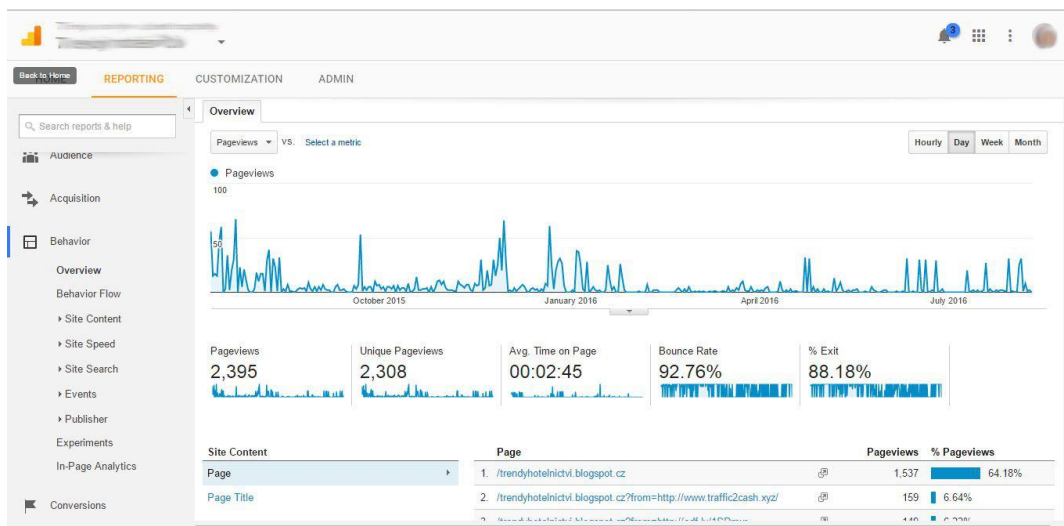 3
Back to Home
REPORTING
CUSTOMIZATION
ADMIN
Search reports & help
Audience
Acquisition
Behavior
Overview
Behavior Flow
Site Content
Site Speed
Site Search
Events
Publisher
Experiments
In-Page Analytics
Conversions
Overview
Pageviews VS. Select a metric
Hourly Day Week Month
Pageviews
100
50
October 2015 January 2016 April 2016 July 2016
Pageviews Unique Pageviews Avg. Time on Page Bounce Rate % Exit
2,395 2,308 00:02:45 92.76% 88.18%
Site Content
Page
Page Title
Page Pageviews % Pageviews
1. /trendyhotelnictvi.blogspot.cz 1,537 64.18%
2. /trendyhotelnictvi.blogspot.cz?from=http://www.traffic2cash.xyz/ 159 6.64%